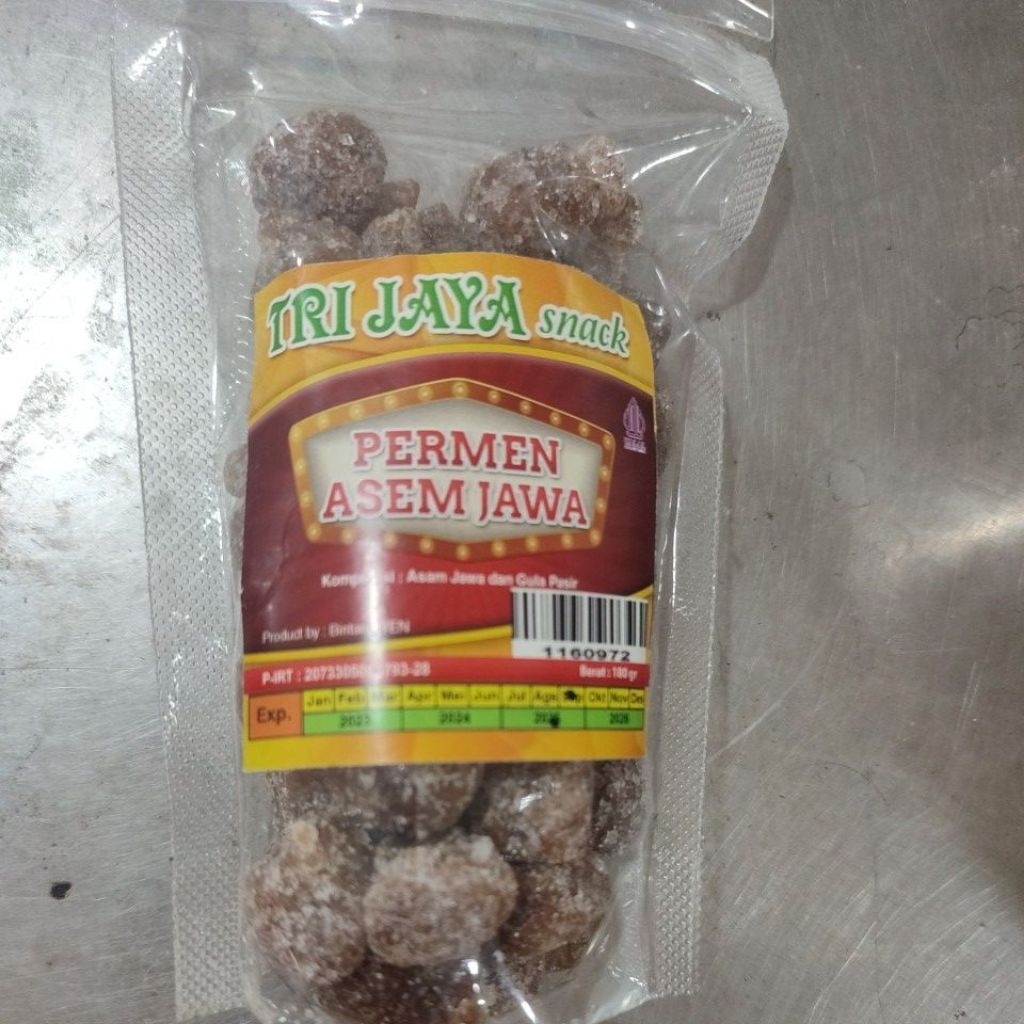 TRI JAYA snack
PERMEN
ASEM JAWA
: Asam Jawa dan Gula Pasir
Product by :
1160972
P-IRT :
Berat : 180 gr
Exp.
Jan Feb Mar Apr Mei Jun Jul Ags Okt Nov Des
2023 2024 2026